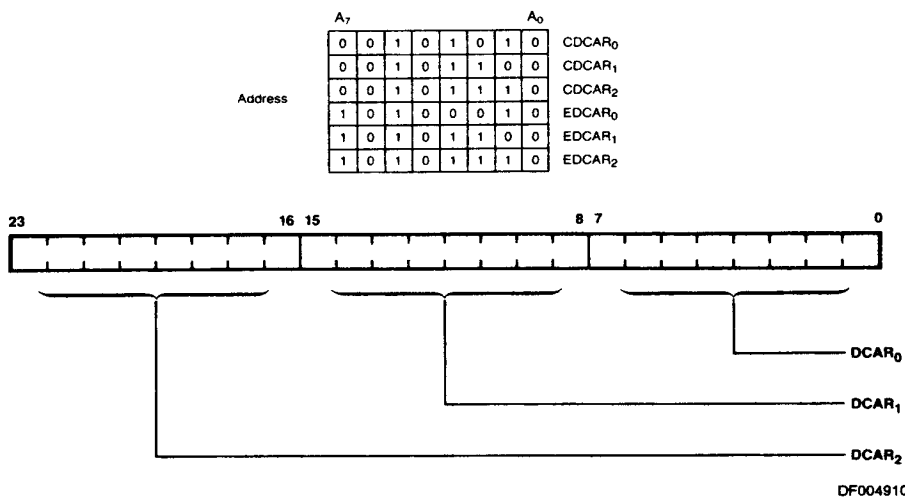 A7 A0
0 0 1 0 1 0 1 0 CDCAR0
0 0 1 0 1 1 0 0 CDCAR1
0 0 1 0 1 1 1 0 CDCAR2
Address
1 0 1 0 0 0 1 0 EDCAR0
1 0 1 0 1 1 0 0 EDCAR1
1 0 1 0 1 1 1 0 EDCAR2
23 16 15 8 7 0
DCAR0
DCAR1
DCAR2
DF004910